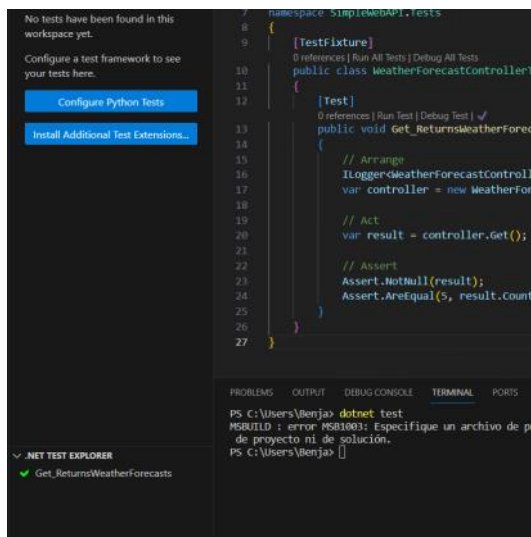 No tests have been found in this
workspace yet.
Configure a test framework to see
your tests here.
Configure Python Tests
Install Additional Test Extensions...
.NET TEST EXPLORER
Get_ReturnsWeatherForecasts
7 namespace SimpleWebAPI.Tests
8 {
9 [TestFixture]
0 references | Run All Tests | Debug All Tests
10 public class WeatherForecastController
11 {
12 [Test]
0 references | Run Test | Debug Test |
13 public void Get_ReturnsWeatherForec
14 {
15 // Arrange
16 ILogger<WeatherForecastControll
17 var controller = new WeatherFor
18
19 // Act
20 var result = controller.Get();
21
22 // Assert
23 Assert.NotNull(result);
24 Assert.AreEqual(5, result.Count
25 }
26 }
27 }
PROBLEMS OUTPUT DEBUG CONSOLE TERMINAL PORTS
PS C:\Users\Benja> dotnet test
MSBUILD : error MSB1003: Especifique un archivo de p
de proyecto ni de solución.
PS C:\Users\Benja>